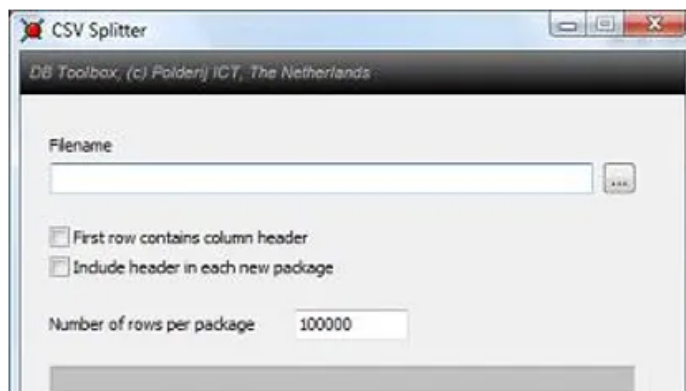 CSV Splitter
DB Toolbox, (c) Polderij ICT, The Netherlands
Filename
...
First row contains column header
Include header in each new package
Number of rows per package 100000